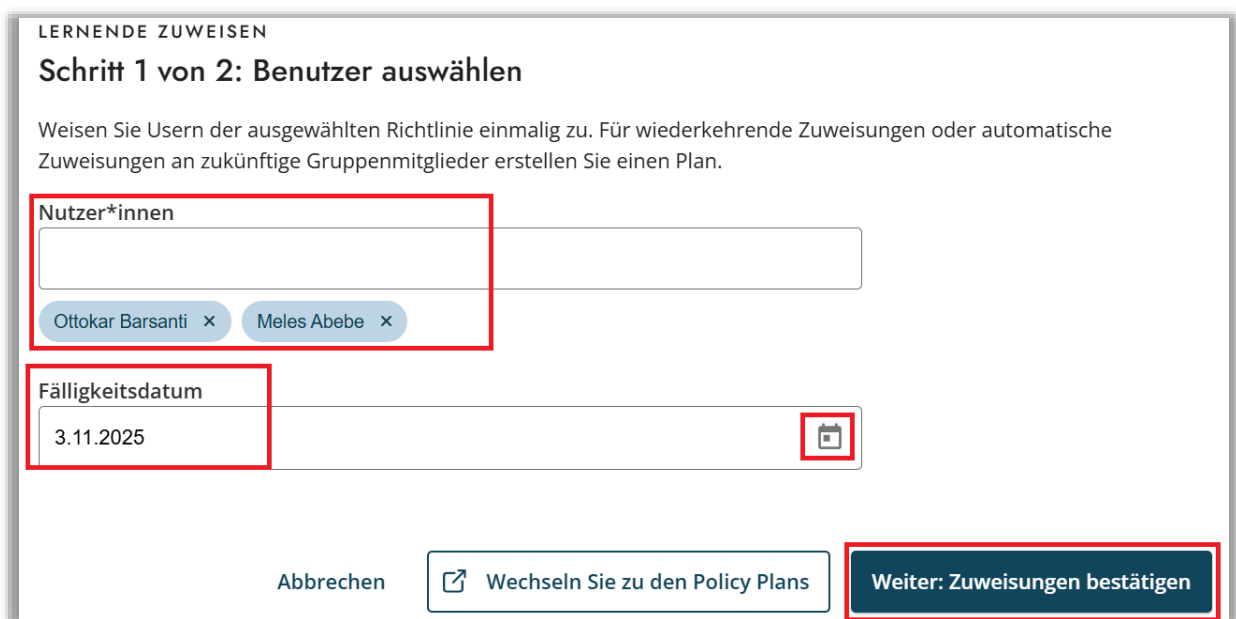 LERNENDE ZUWEISEN
Schritt 1 von 2: Benutzer auswählen
Weisen Sie Usern der ausgewählten Richtlinie einmalig zu. Für wiederkehrende Zuweisungen oder automatische
Zuweisungen an zukünftige Gruppenmitglieder erstellen Sie einen Plan.
Nutzer*innen
Ottokar Barsanti × Meles Abebe ×
Fälligkeitsdatum
3.11.2025
Abbrechen Wechseln Sie zu den Policy Plans Weiter: Zuweisungen bestätigen